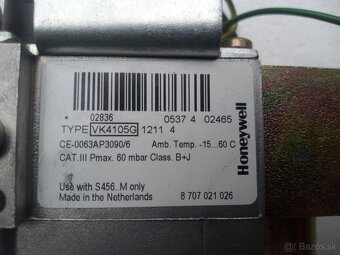 02836
0537 4 02465
TYPE VK4105G 1211 4
CE-0063AP3090/6 Amb. Temp. -15...60 C
CAT.III Pmax. 60 mbar Class. B+J
Use with S456..M only
Made in the Netherlands 8 707 021 026
Honeywell
bazos.sk